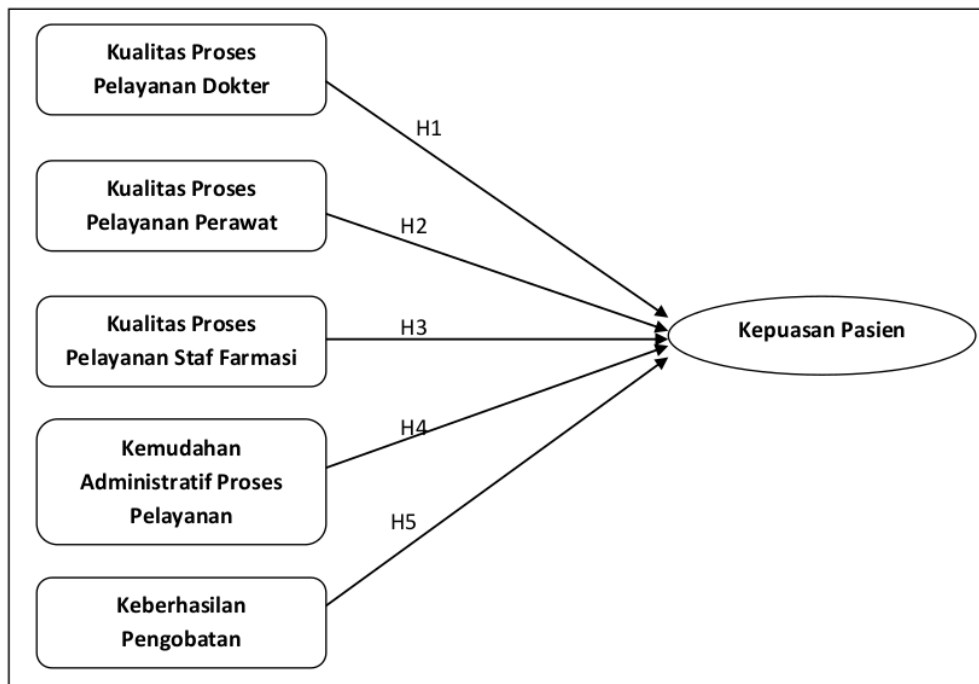 Kualitas Proses
Pelayanan Dokter
H1
Kualitas Proses
Pelayanan Perawat
H2
Kualitas Proses
Pelayanan Staf Farmasi
H3
Kepuasan Pasien
Kemudahan
Administratif Proses
Pelayanan
H4
Keberhasilan
Pengobatan
H5